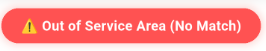 ⚠️ Out of Service Area (No Match)